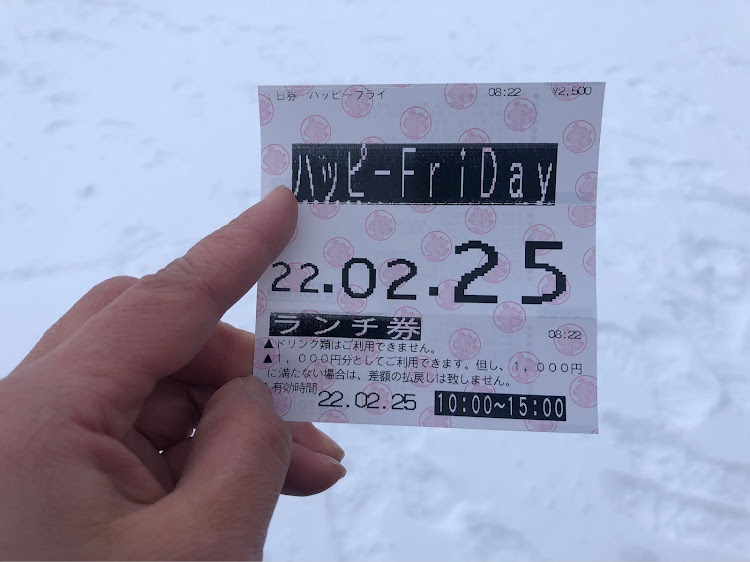 1日券 ハッピーフライ 08:22 ¥2,500
ハッピーFriDay
22.02.25
ランチ券 08:22
▲ドリンク類はご利用できません。
▲1,000円分としてご利用できます。但し、1,000円
に満たない場合は、差額の払戻しは致しません。
▲有効時間
22.02.25 10:00~15:00